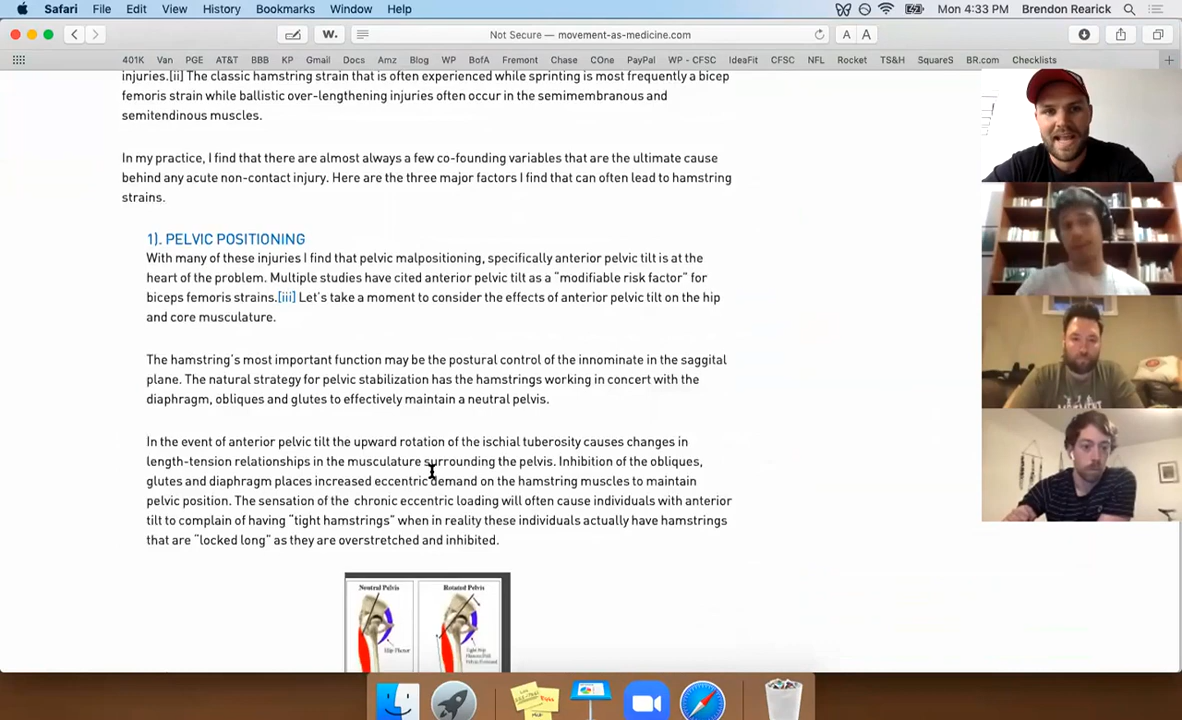 Safari File Edit View History Bookmarks Window Help Mon 4:33 PM Brendon Rearick
W. Not Secure — movement-as-medicine.com A A
401K Van PGE AT&T BBB KP Gmail Docs Amz Blog WP BofA Fremont Chase COne PayPal WP - CFSC IdeaFit CFSC NFL Rocket TS&H SquareS BR.com Checklists
injuries.[ii] The classic hamstring strain that is often experienced while sprinting is most frequently a bicep
femoris strain while ballistic over-lengthening injuries often occur in the semimembranous and
semitendinous muscles.
In my practice, I find that there are almost always a few co-founding variables that are the ultimate cause
behind any acute non-contact injury. Here are the three major factors I find that can often lead to hamstring
strains.
1). PELVIC POSITIONING
With many of these injuries I find that pelvic malpositioning, specifically anterior pelvic tilt is at the
heart of the problem. Multiple studies have cited anterior pelvic tilt as a “modifiable risk factor” for
biceps femoris strains.[iii] Let's take a moment to consider the effects of anterior pelvic tilt on the hip
and core musculature.
The hamstring's most important function may be the postural control of the innominate in the saggital
plane. The natural strategy for pelvic stabilization has the hamstrings working in concert with the
diaphragm, obliques and glutes to effectively maintain a neutral pelvis.
In the event of anterior pelvic tilt the upward rotation of the ischial tuberosity causes changes in
length-tension relationships in the musculature surrounding the pelvis. Inhibition of the obliques,
glutes and diaphragm places increased eccentric demand on the hamstring muscles to maintain
pelvic position. The sensation of the chronic eccentric loading will often cause individuals with anterior
tilt to complain of having “tight hamstrings” when in reality these individuals actually have hamstrings
that are “locked long” as they are overstretched and inhibited.
Neutral Pelvis Rotated Pelvis
Hip Flexor